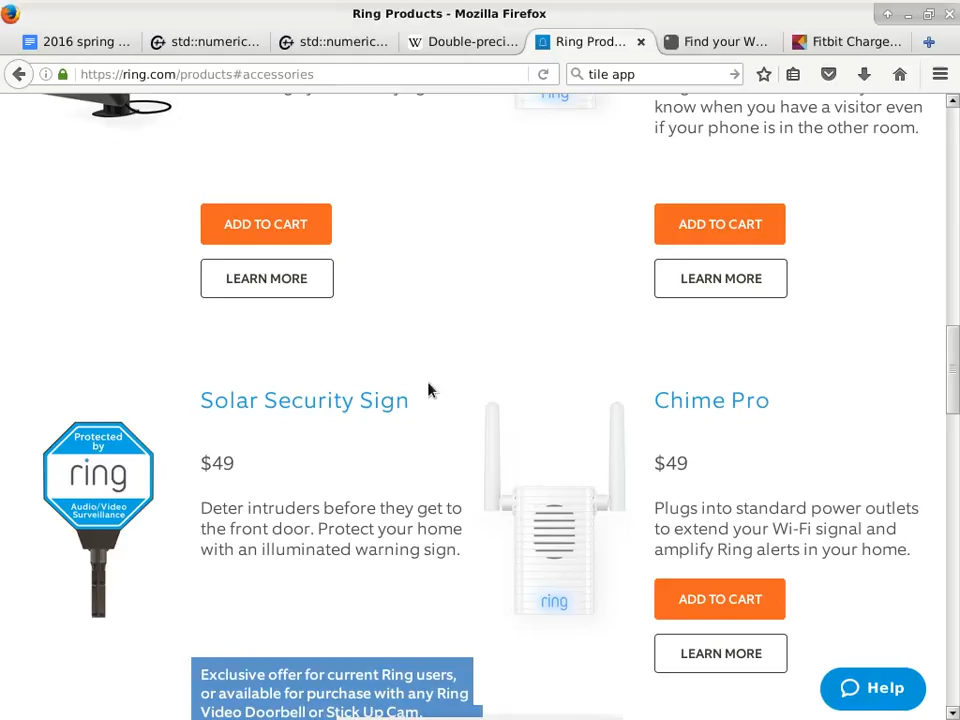 Ring Products - Mozilla Firefox
2016 spring ...
std::numeric...
std::numeric...
Double-preci...
Ring Prod...
Find your W...
Fitbit Charge...
https://ring.com/products#accessories
tile app
know when you have a visitor even
if your phone is in the other room.
ADD TO CART
LEARN MORE
ADD TO CART
LEARN MORE
Protected
by
ring
Audio/Video
Surveillance
Solar Security Sign
$49
Deter intruders before they get to
the front door. Protect your home
with an illuminated warning sign.
Exclusive offer for current Ring users,
or available for purchase with any Ring
Video Doorbell or Stick Up Cam.
ring
Chime Pro
$49
Plugs into standard power outlets
to extend your Wi-Fi signal and
amplify Ring alerts in your home.
ADD TO CART
LEARN MORE
Help